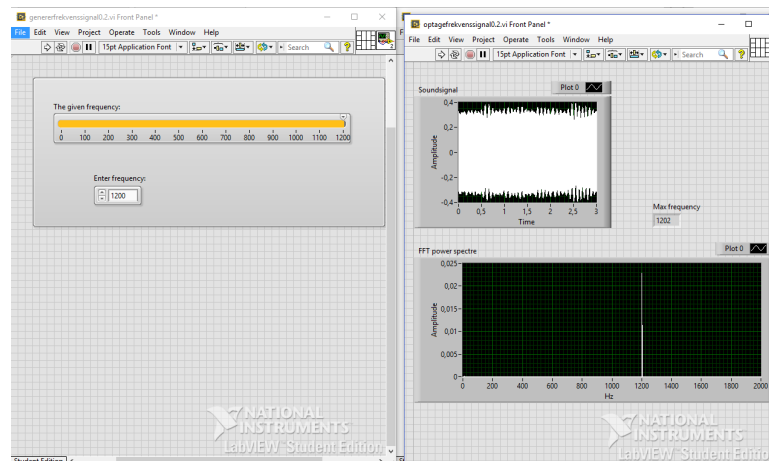 genererfrekvenssignal0.2.vi Front Panel *
File Edit View Project Operate Tools Window Help
15pt Application Font Search
The given frequency:
0 100 200 300 400 500 600 700 800 900 1000 1100 1200
Enter frequency:
1200
NATIONAL
INSTRUMENTS
LabVIEW Student Edition
Student Edition
optagefrekvenssignal0.2.vi Front Panel *
File Edit View Project Operate Tools Window Help
15pt Application Font Search
Soundsignal
Plot 0
0,4
0,2
0
-0,2
-0,4
Amplitude
0 0,5 1 1,5 2 2,5 3
Time
Max frequency
1202
FFT power spectre
Plot 0
0,025
0,02
0,015
0,01
0,005
0
Amplitude
0 200 400 600 800 1000 1200 1400 1600 1800 2000
Hz
NATIONAL
INSTRUMENTS
LabVIEW Student Editio